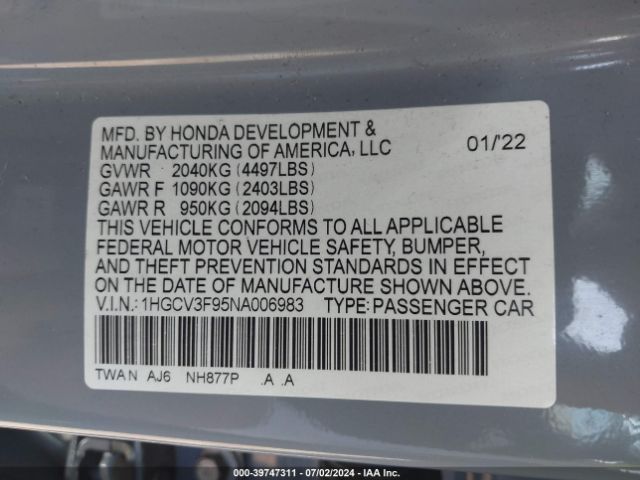 MFD. BY HONDA DEVELOPMENT &
MANUFACTURING OF AMERICA, LLC 01/'22
GVWR 2040KG (4497LBS)
GAWR F 1090KG (2403LBS)
GAWR R 950KG (2094LBS)
THIS VEHICLE CONFORMS TO ALL APPLICABLE
FEDERAL MOTOR VEHICLE SAFETY, BUMPER,
AND THEFT PREVENTION STANDARDS IN EFFECT
ON THE DATE OF MANUFACTURE SHOWN ABOVE.
V.I.N.: 1HGCV3F95NA006983 TYPE: PASSENGER CAR
TWA N AJ6 NH877P .A .A
000-39747311 - 07/02/2024 - IAA Inc.